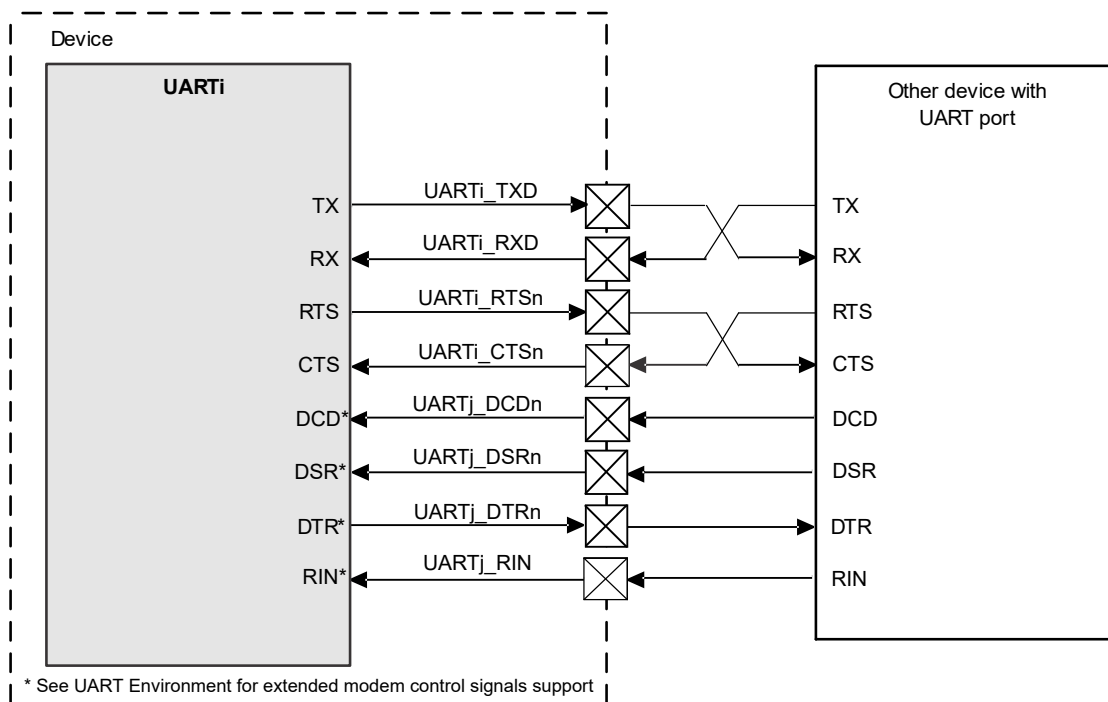 Device
UARTi
Other device with
UART port
TX
UARTi_TXD
TX
RX
UARTi_RXD
RX
RTS
UARTi_RTSn
RTS
CTS
UARTi_CTSn
CTS
DCD*
UARTj_DCDn
DCD
DSR*
UARTj_DSRn
DSR
DTR*
UARTj_DTRn
DTR
RIN*
UARTj_RIN
RIN
* See UART Environment for extended modem control signals support